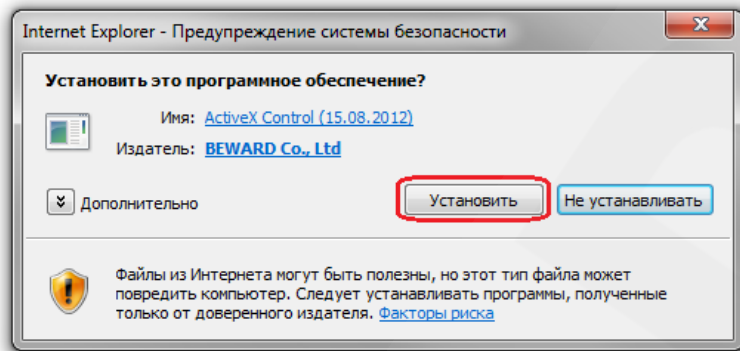 Internet Explorer - Предупреждение системы безопасности
Установить это программное обеспечение?
Имя: ActiveX Control (15.08.2012)
Издатель: BEWARD Co., Ltd
Дополнительно
Установить
Не устанавливать
Файлы из Интернета могут быть полезны, но этот тип файла может
повредить компьютер. Следует устанавливать программы, полученные
только от доверенного издателя. Факторы риска